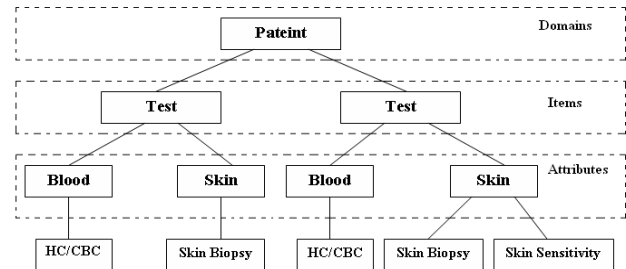 Pateint
Domains
Test
Test
Items
Blood
Skin
Blood
Skin
Attributes
HC/CBC
Skin Biopsy
HC/CBC
Skin Biopsy
Skin Sensitivity